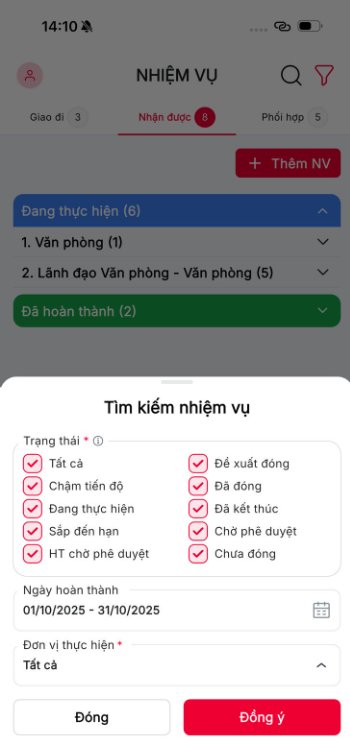 14:10
NHIỆM VỤ
Giao đi 3
Nhận được 8
Phối hợp 5
+ Thêm NV
Đang thực hiện (6)
1. Văn phòng (1)
2. Lãnh đạo Văn phòng - Văn phòng (5)
Đã hoàn thành (2)
Tìm kiếm nhiệm vụ
Trạng thái *
Tất cả
Đề xuất đóng
Chậm tiến độ
Đã đóng
Đang thực hiện
Đã kết thúc
Sắp đến hạn
Chờ phê duyệt
HT chờ phê duyệt
Chưa đóng
Ngày hoàn thành
01/10/2025 - 31/10/2025
Đơn vị thực hiện *
Tất cả
Đóng
Đồng ý